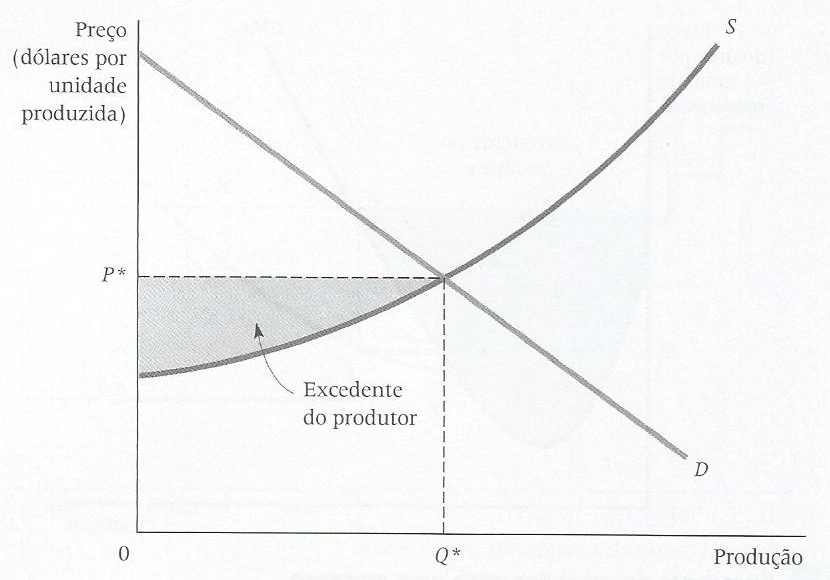 Preço
(dólares por
unidade
produzida)
S
P*
Excedente
do produtor
D
0
Q*
Produção